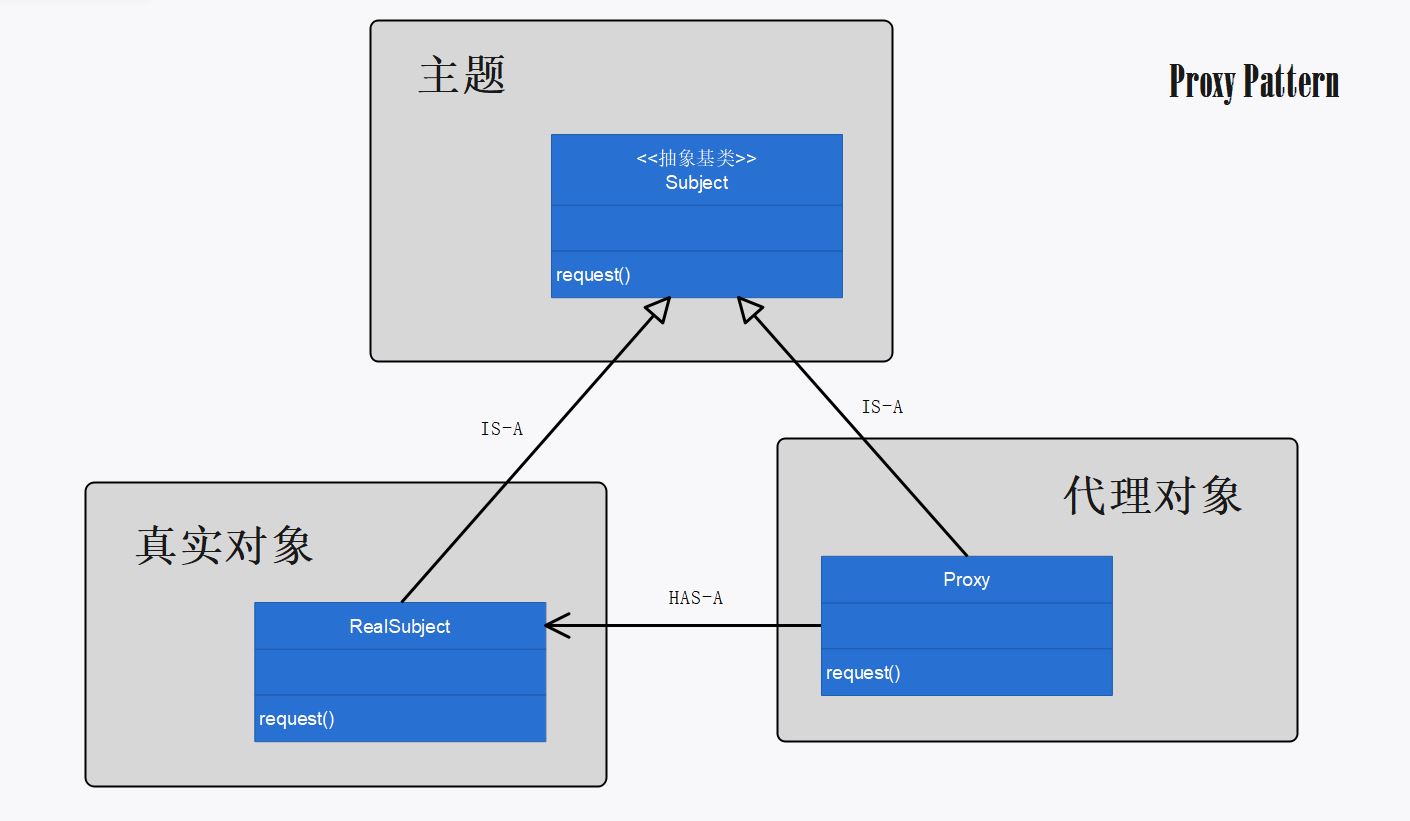 主题
Proxy Pattern
<<抽象基类>>
Subject
request()
IS-A
IS-A
代理对象
真实对象
Proxy
HAS-A
RealSubject
request()
request()